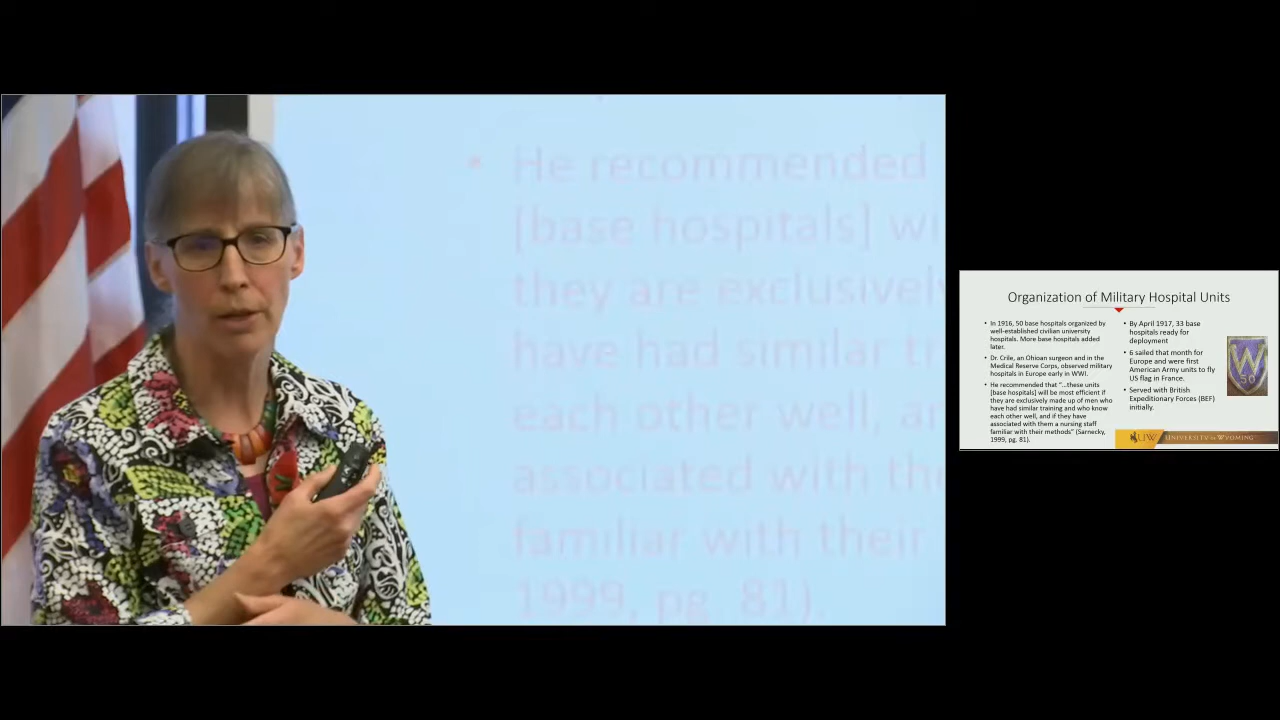 • He recommended
[base hospitals] wi
they are exclusively
have had similar tr
each other well, an
associated with the
familiar with their
1999, pg. 81).
Organization of Military Hospital Units
• In 1916, 50 base hospitals organized by
well-established civilian university
hospitals. More base hospitals added
later.
• Dr. Crile, an Ohioan surgeon and in the
Medical Reserve Corps, observed military
hospitals in Europe early in WWI.
• He recommended that "...these units
[base hospitals] will be most efficient if
they are exclusively made up of men who
have had similar training and who know
each other well, and if they have
associated with them a nursing staff
familiar with their methods" (Sarnecky,
1999, pg. 81).
• By April 1917, 33 base
hospitals ready for
deployment
• 6 sailed that month for
Europe and were first
American Army units to fly
US flag in France.
• Served with British
Expeditionary Forces (BEF)
initially.
W
50
UW UNIVERSITY OF WYOMING